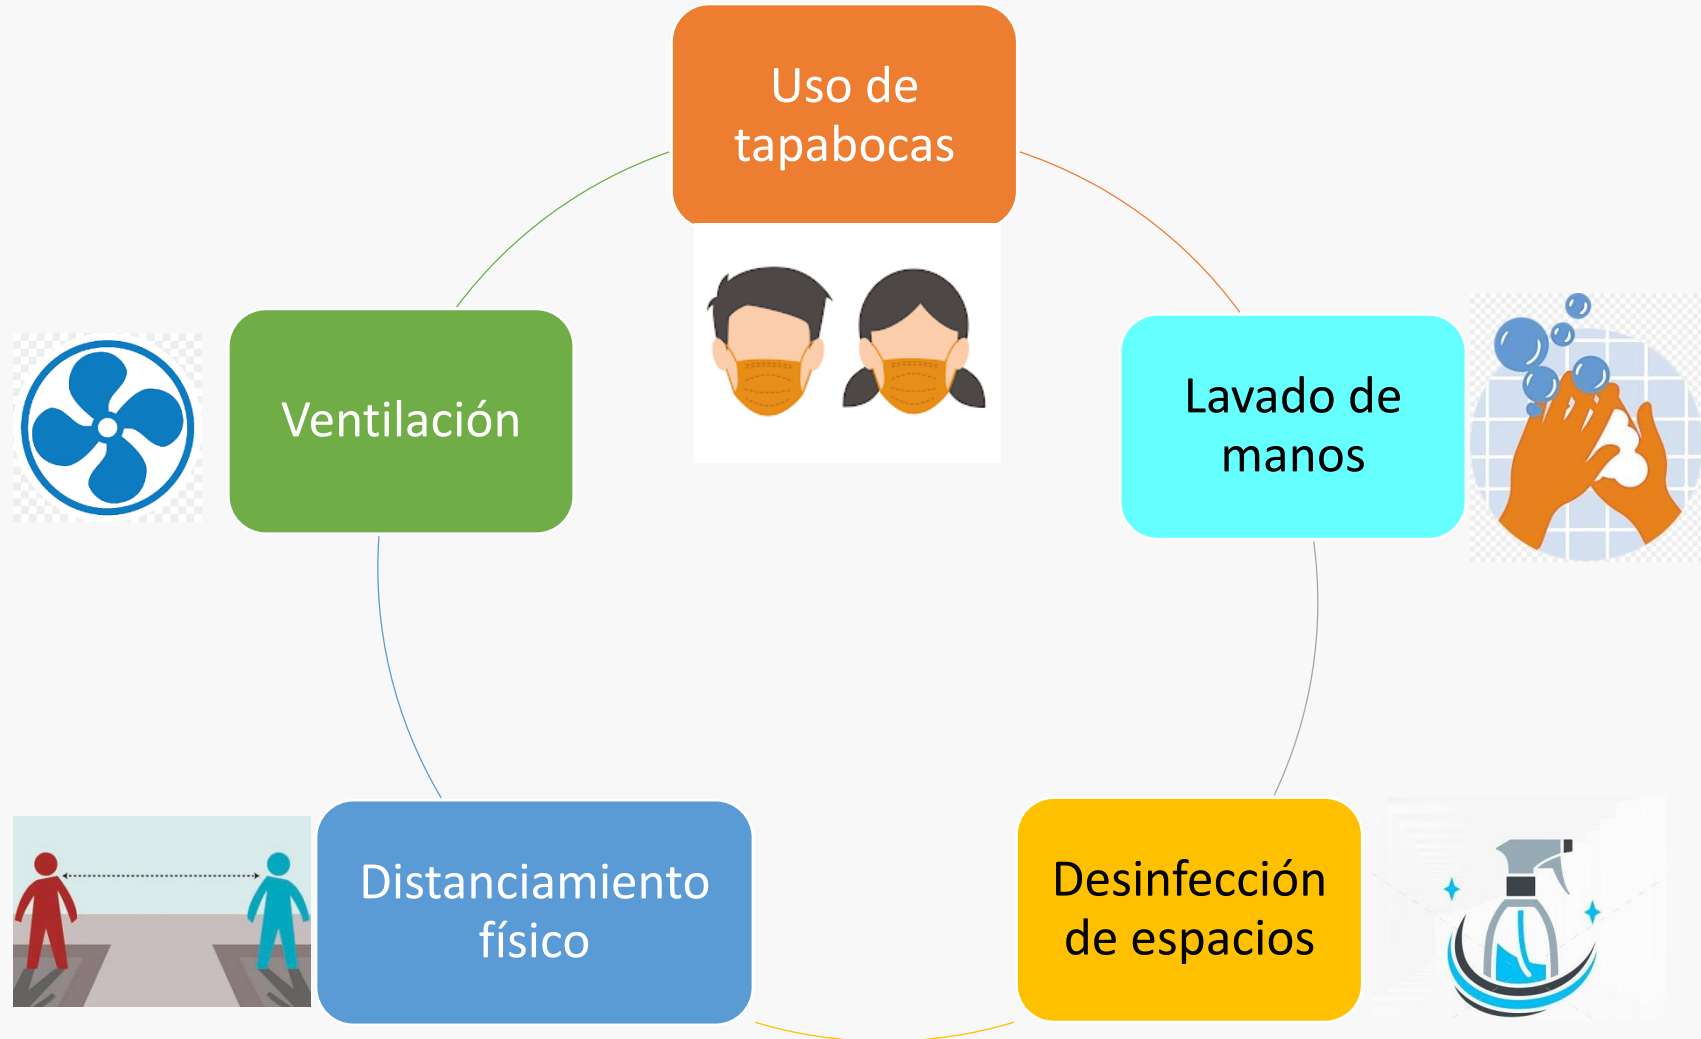 Uso de
tapabocas
Ventilación
Lavado de
manos
Distanciamiento
físico
Desinfección
de espacios